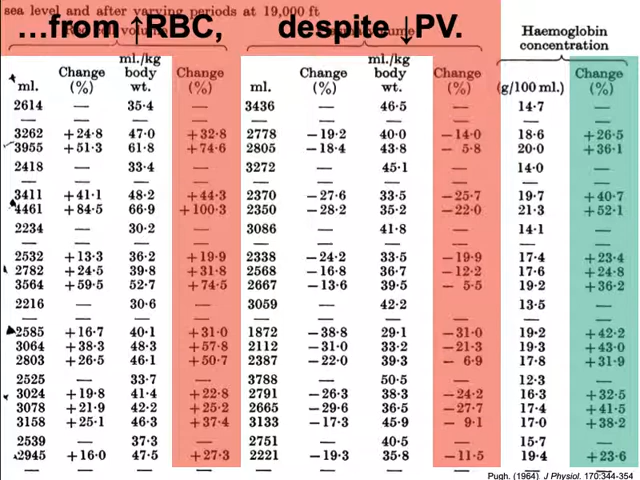 sea level and after varying periods at 19,000 ft
...from ↑RBC, despite ↓PV.
Haemoglobin
concentration
ml. Change (%) ml./kg body wt. Change (%) ml. Change (%) ml./kg body wt. Change (%) (g/100 ml.) Change (%)
2614 — 35·4 — 3436 — 46·5 — 14·7 —
— — — — — — — — — —
3262 +24·8 47·0 +32·8 2778 −19·2 40·0 −14·0 18·6 +26·5
3955 +51·3 61·8 +74·6 2805 −18·4 43·8 − 5·8 20·0 +36·1
2418 — 33·4 — 3272 — 45·1 — 14·0 —
— — — — — — — — — —
3411 +41·1 48·2 +44·3 2370 −27·6 33·5 −25·7 19·7 +40·7
4461 +84·5 66·9 +100·3 2350 −28·2 35·2 −22·0 21·3 +52·1
2234 — 30·2 — 3086 — 41·8 — 14·1 —
— — — — — — — — — —
2532 +13·3 36·2 +19·9 2338 −24·2 33·5 −19·9 17·4 +23·4
2782 +24·5 39·8 +31·8 2568 −16·8 36·7 −12·2 17·6 +24·8
3564 +59·5 52·7 +74·5 2667 −13·6 39·5 − 5·5 19·2 +36·2
2216 — 30·6 — 3059 — 42·2 — 13·5 —
— — — — — — — — — —
2585 +16·7 40·1 +31·0 1872 −38·8 29·1 −31·0 19·2 +42·2
3064 +38·3 48·3 +57·8 2112 −31·0 33·2 −21·3 19·3 +43·0
2803 +26·5 46·1 +50·7 2387 −22·0 39·3 − 6·9 17·8 +31·9
2525 — 33·7 — 3788 — 50·5 — 12·3 —
3024 +19·8 41·4 +22·8 2791 −26·3 38·3 −24·2 16·3 +32·5
3078 +21·9 42·2 +25·2 2665 −29·6 36·5 −27·7 17·4 +41·5
3158 +25·1 46·3 +37·4 3133 −17·3 45·9 − 9·1 17·0 +38·2
2539 — 37·3 — 2751 — 40·5 — 15·7 —
2945 +16·0 47·5 +27·3 2221 −19·3 35·8 −11·5 19·4 +23·6
— — — — — — — — — —
Pugh. (1964). J Physiol. 170:344-354